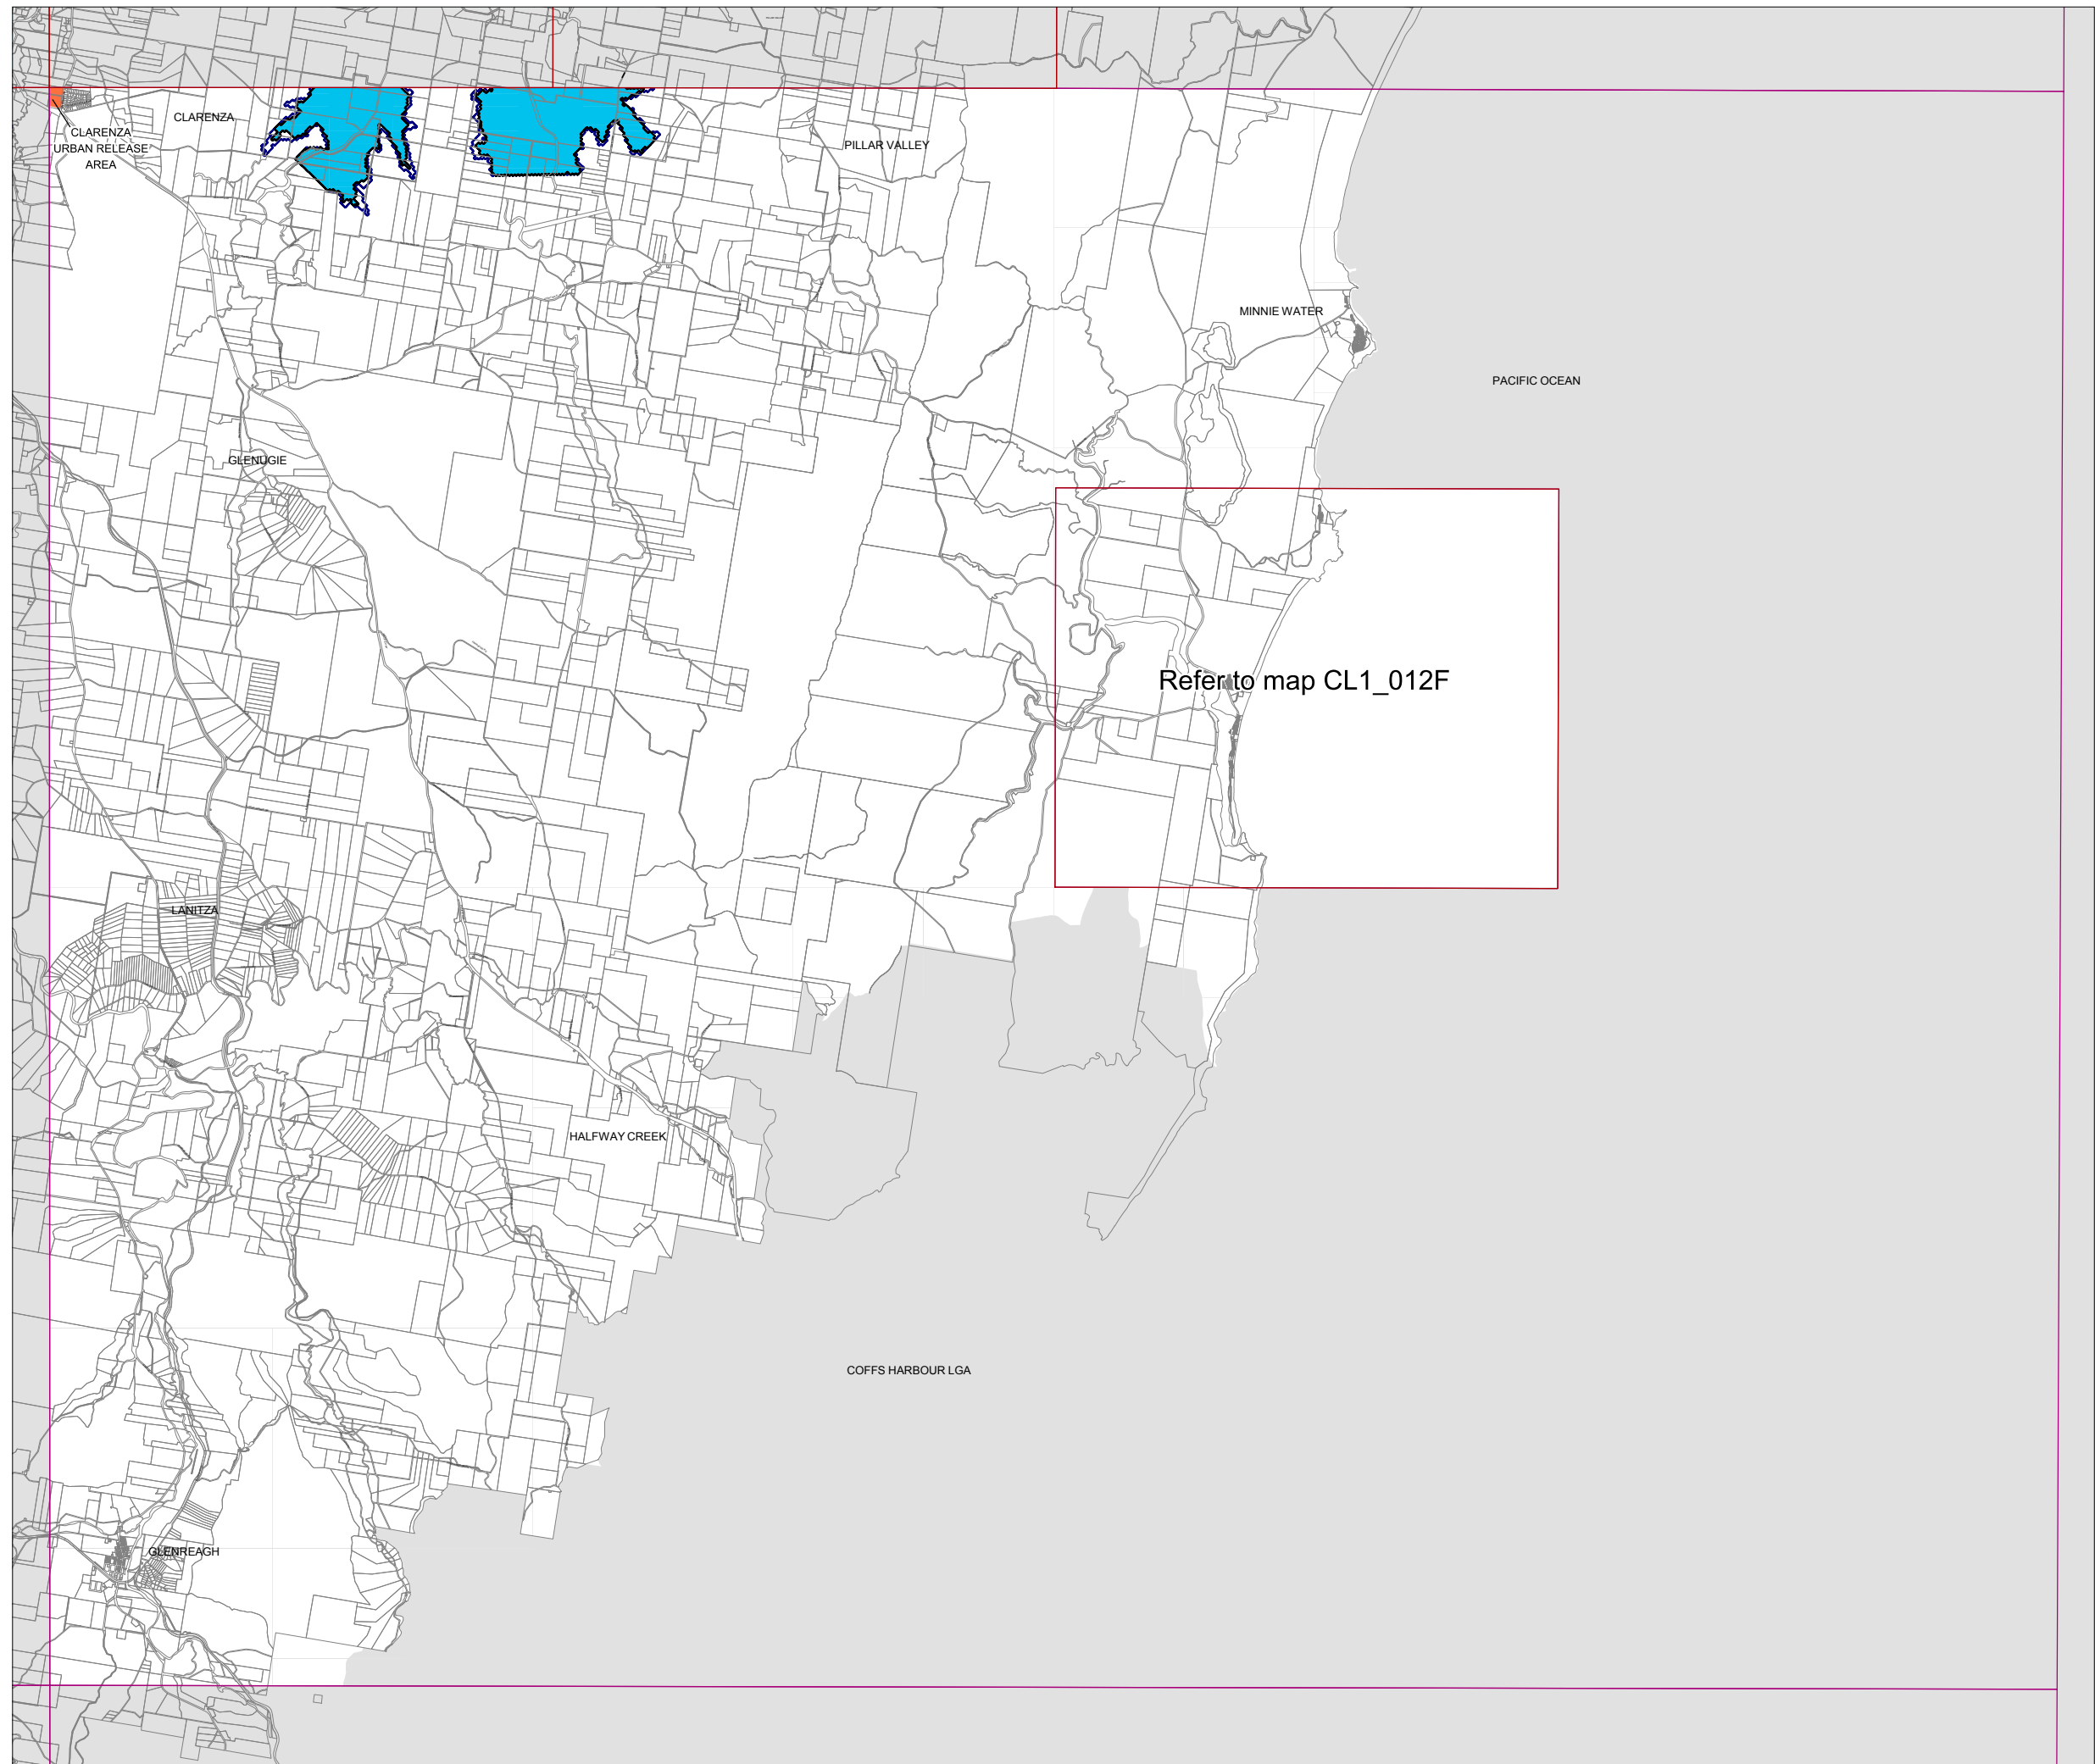 CLARENZA
CLARENZA
URBAN RELEASE
AREA
PILLAR VALLEY
MINNIE WATER
PACIFIC OCEAN
GLENUGIE
Refer to map CL1_012F
LANITZA
HALFWAY CREEK
COFFS HARBOUR LGA
GLENREAGH